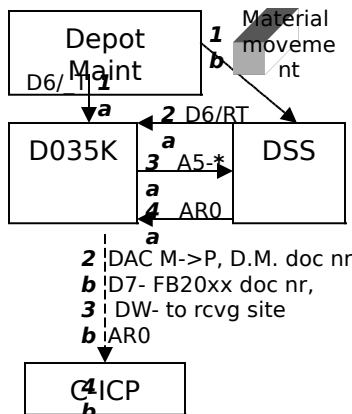 Depot
Maint
1
b
Material
moveme
nt
D6/_T
1
a
2 D6/RT
a
D035K
DSS
3 A5-*
a
4 AR0
a
2 DAC M->P, D.M. doc nr
b D7- FB20xx doc nr,
3 DW- to rcvg site
b AR0
C-ICP
4
b